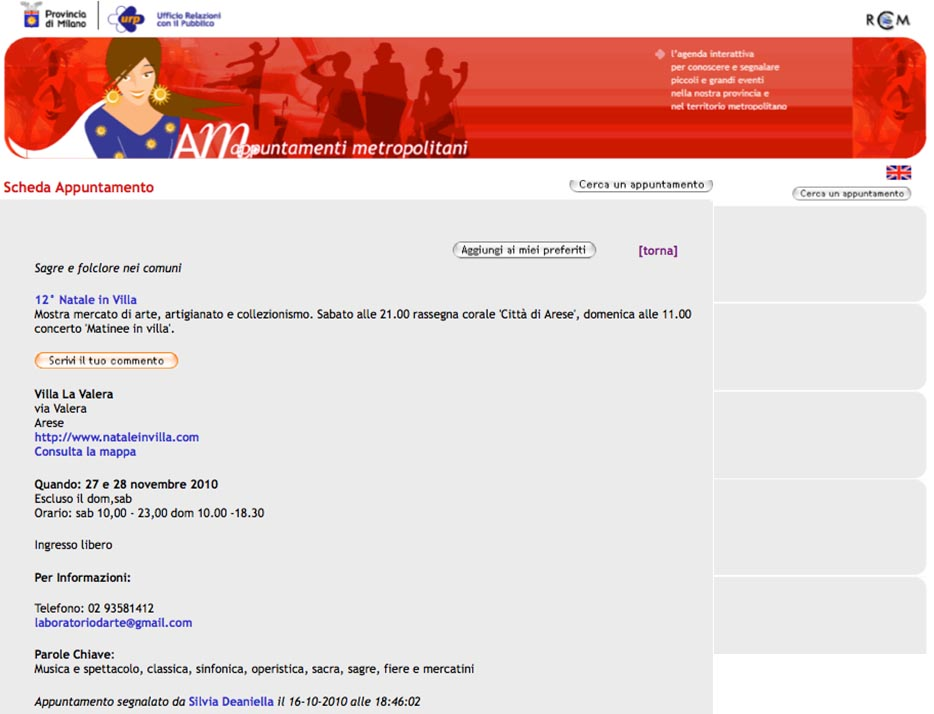 Provincia
di Milano
urp
Ufficio Relazioni
con il Pubblico
RCM
l'agenda interattiva
per conoscere e segnalare
piccoli e grandi eventi
nella nostra provincia e
nel territorio metropolitano
AM appuntamenti metropolitani
Scheda Appuntamento
Cerca un appuntamento
Cerca un appuntamento
Aggiungi ai miei preferiti
[torna]
Sagre e folclore nei comuni
12° Natale in Villa
Mostra mercato di arte, artigianato e collezionismo. Sabato alle 21.00 rassegna corale 'Città di Arese', domenica alle 11.00
concerto 'Matinee in villa'.
Scrivi il tuo commento
Villa La Valera
via Valera
Arese
http://www.nataleinvilla.com
Consulta la mappa
Quando: 27 e 28 novembre 2010
Escluso il dom,sab
Orario: sab 10,00 - 23,00 dom 10.00 -18.30
Ingresso libero
Per Informazioni:
Telefono: 02 93581412
laboratoriodarte@gmail.com
Parole Chiave:
Musica e spettacolo, classica, sinfonica, operistica, sacra, sagre, fiere e mercatini
Appuntamento segnalato da Silvia Deaniella il 16-10-2010 alle 18:46:02